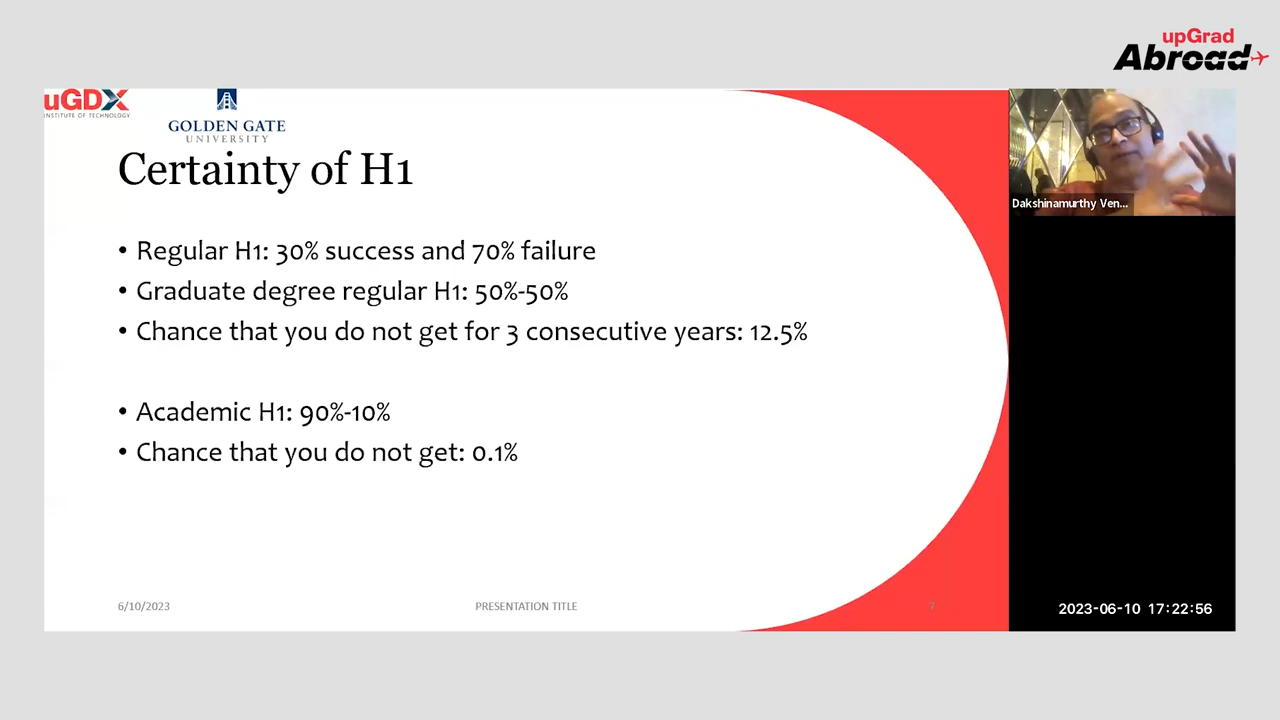 upGrad
Abroad
uGDX
INSTITUTE OF TECHNOLOGY
GOLDEN GATE
UNIVERSITY
Certainty of H1
• Regular H1: 30% success and 70% failure
• Graduate degree regular H1: 50%-50%
• Chance that you do not get for 3 consecutive years: 12.5%
• Academic H1: 90%-10%
• Chance that you do not get: 0.1%
Dakshinamurthy Ven...
6/10/2023
PRESENTATION TITLE
7
2023-06-10 17:22:56